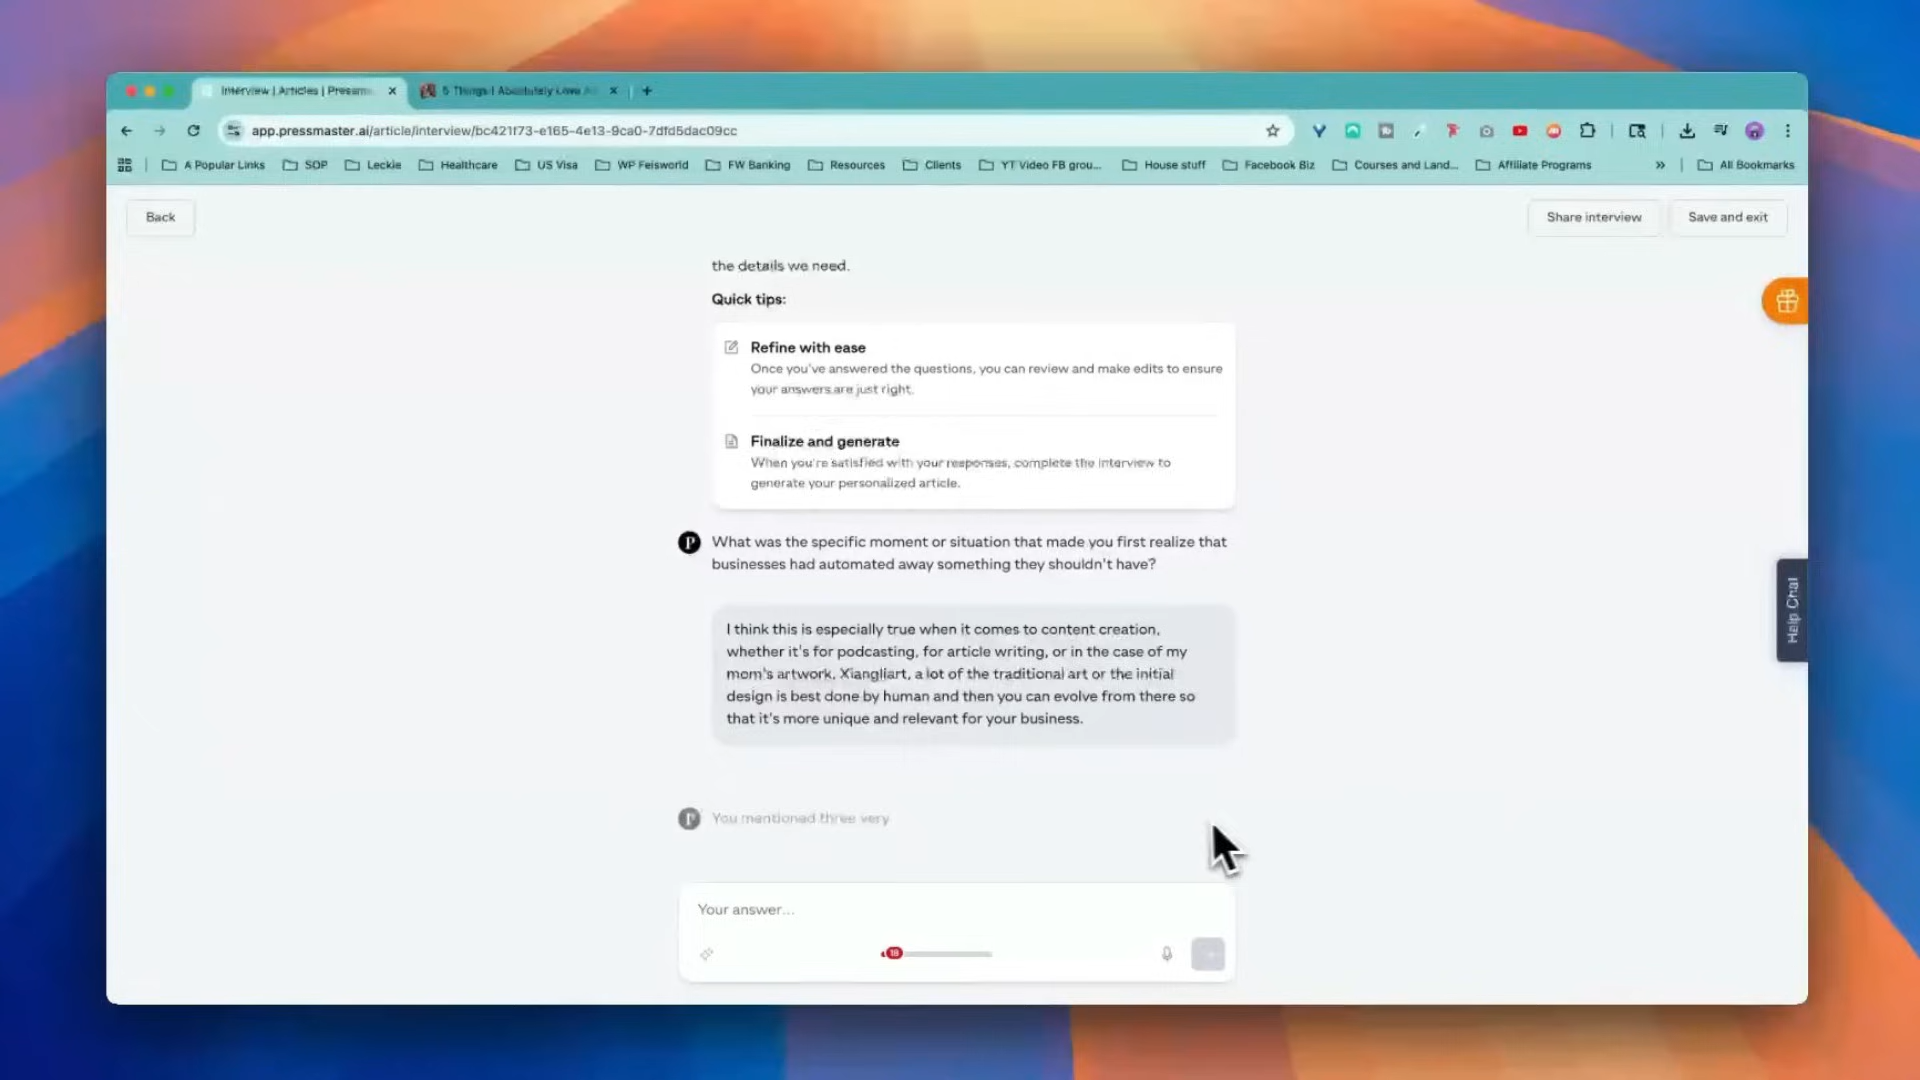 Interview | Articles | Pressma
5 Things I Absolutely Love A
app.pressmaster.ai/article/interview/bc421f73-e165-4e13-9ca0-7dfd5dac09cc
A Popular Links
SOP
Leckie
Healthcare
US Visa
WP Feisworld
FW Banking
Resources
Clients
YT Video FB grou...
House stuff
Facebook Biz
Courses and Land...
Affiliate Programs
»
All Bookmarks
Back
Share interview
Save and exit
the details we need.
Quick tips:
Refine with ease
Once you've answered the questions, you can review and make edits to ensure
your answers are just right.
Finalize and generate
When you're satisfied with your responses, complete the interview to
generate your personalized article.
P
What was the specific moment or situation that made you first realize that
businesses had automated away something they shouldn't have?
I think this is especially true when it comes to content creation,
whether it's for podcasting, for article writing, or in the case of my
mom's artwork, Xiangliart, a lot of the traditional art or the initial
design is best done by human and then you can evolve from there so
that it's more unique and relevant for your business.
P
You mentioned three very
Your answer...
18
Help Chat